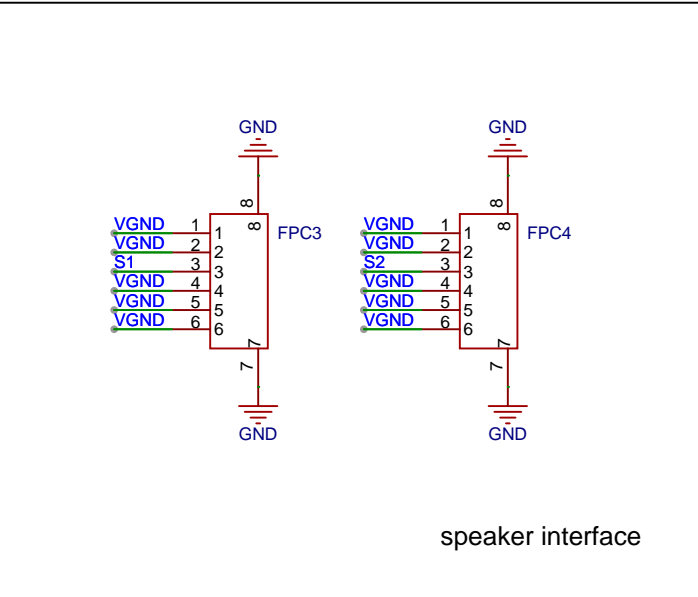 GND GND
8 8
8 8
VGND 1 1 FPC3 VGND 1 1 FPC4
VGND 2 2 VGND 2 2
S1 3 3 S2 3 3
VGND 4 4 VGND 4 4
VGND 5 5 VGND 5 5
VGND 6 6 VGND 6 6
7 7
7 7
GND GND
speaker interface